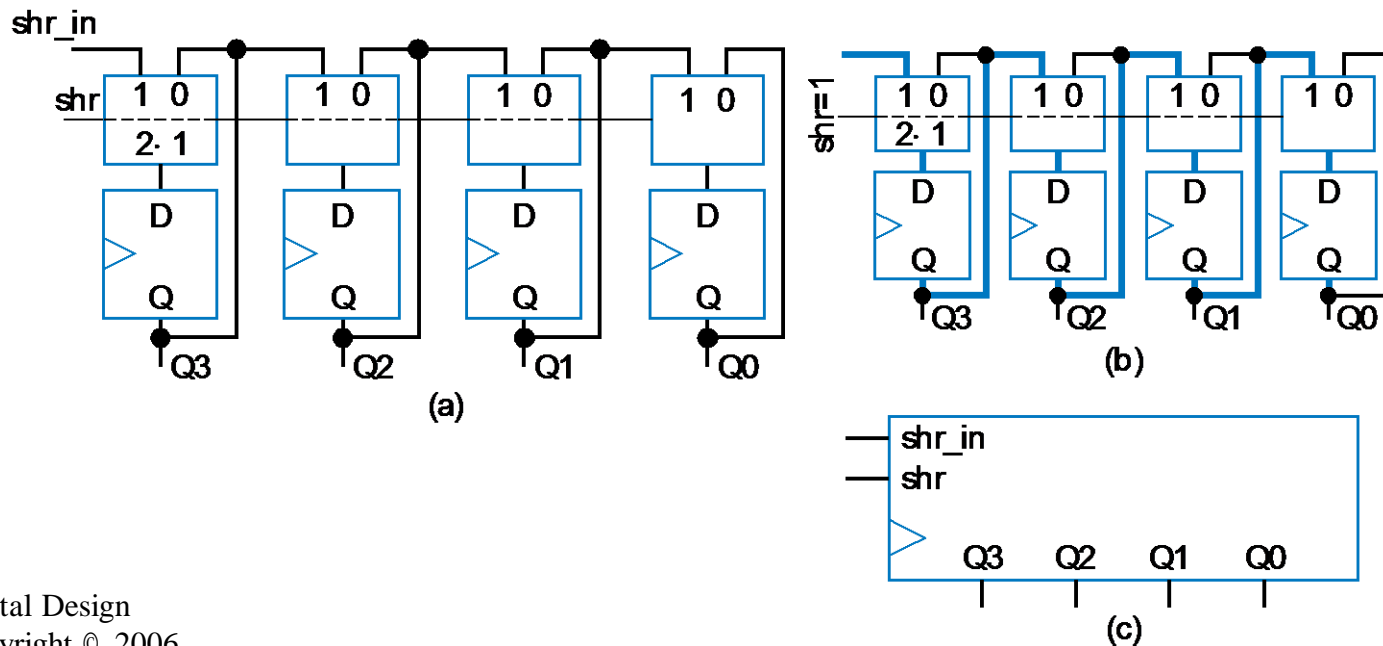 shr_in
shr
1 0
1 0
1 0
1 0
2· 1
D
D
D
D
Q
Q
Q
Q
Q3
Q2
Q1
Q0
(a)
shr=1
1 0
1 0
1 0
1 0
2· 1
D
D
D
D
Q
Q
Q
Q
Q3
Q2
Q1
Q0
(b)
shr_in
shr
Q3 Q2 Q1 Q0
(c)
tal Design
yright © 2006